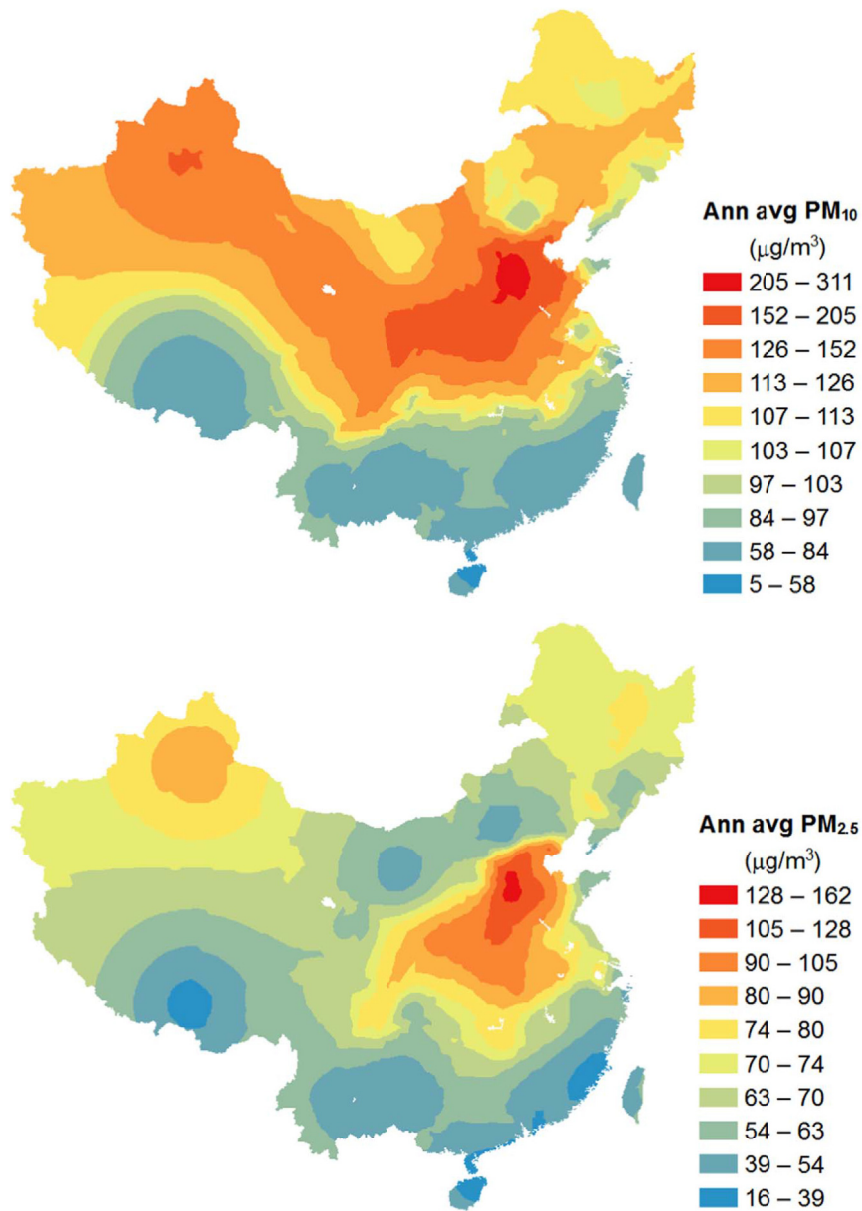 Ann avg PM₁₀
(μg/m³)
205 – 311
152 – 205
126 – 152
113 – 126
107 – 113
103 – 107
97 – 103
84 – 97
58 – 84
5 – 58
Ann avg PM₂.₅
(μg/m³)
128 – 162
105 – 128
90 – 105
80 – 90
74 – 80
70 – 74
63 – 70
54 – 63
39 – 54
16 – 39